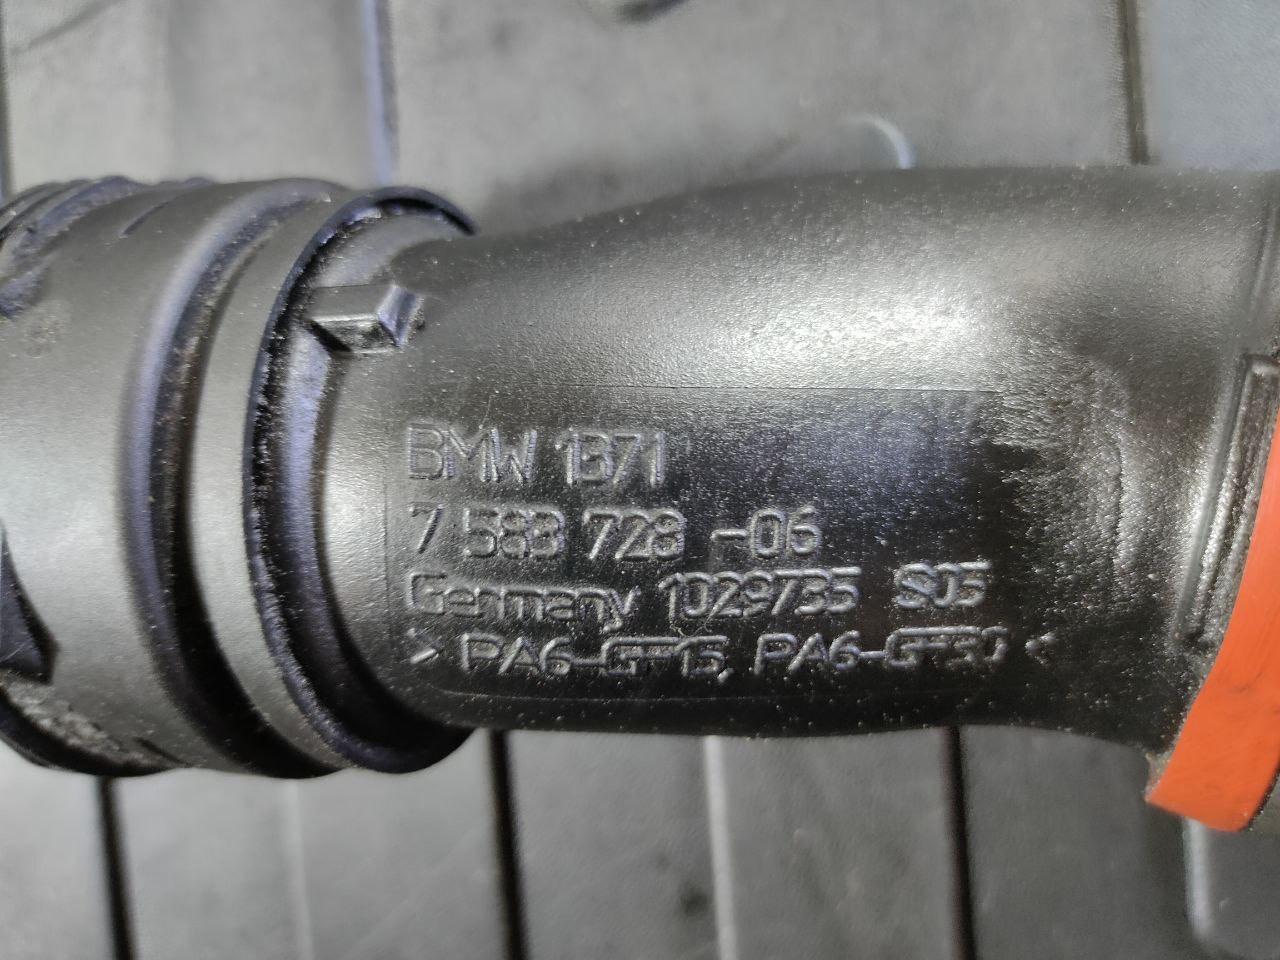 BMW 1371
7 583 728 -06
Germany 1029735 S05
> PA6-GF15, PA6-GF30 <